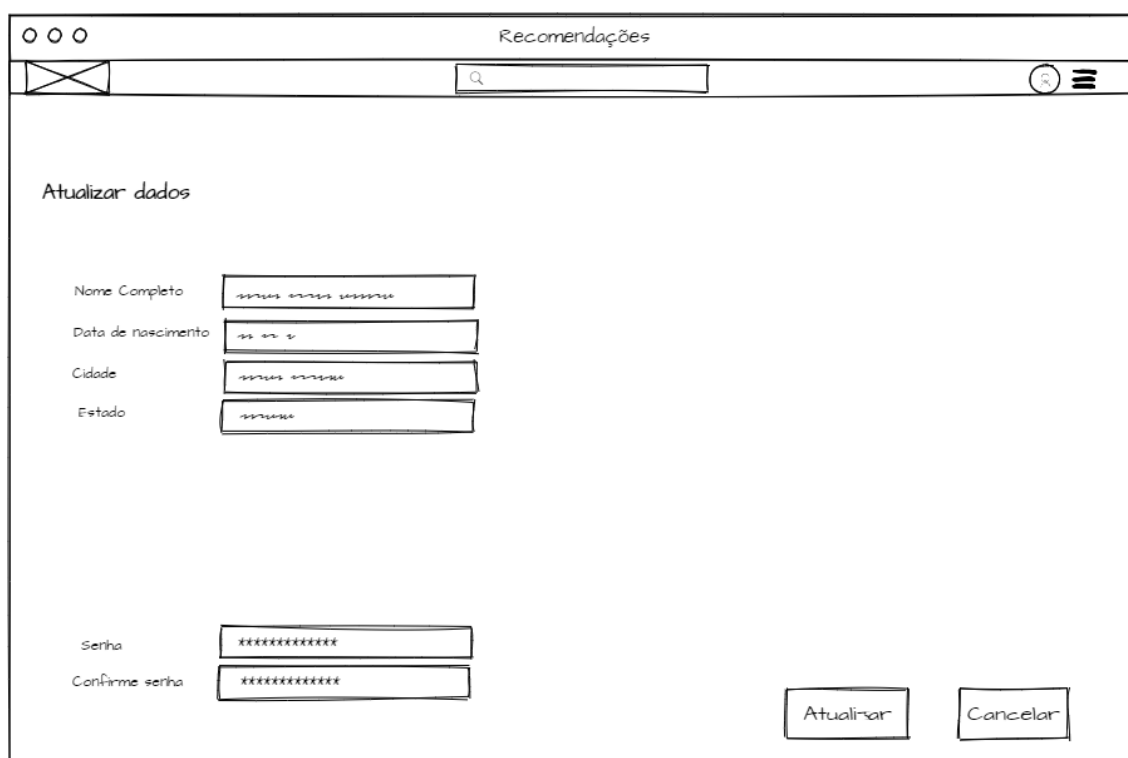 Recomendações
Atualizar dados
Nome Completo
Data de nascimento
Cidade
Estado
Senha *************
Confirme senha *************
Atualizar Cancelar